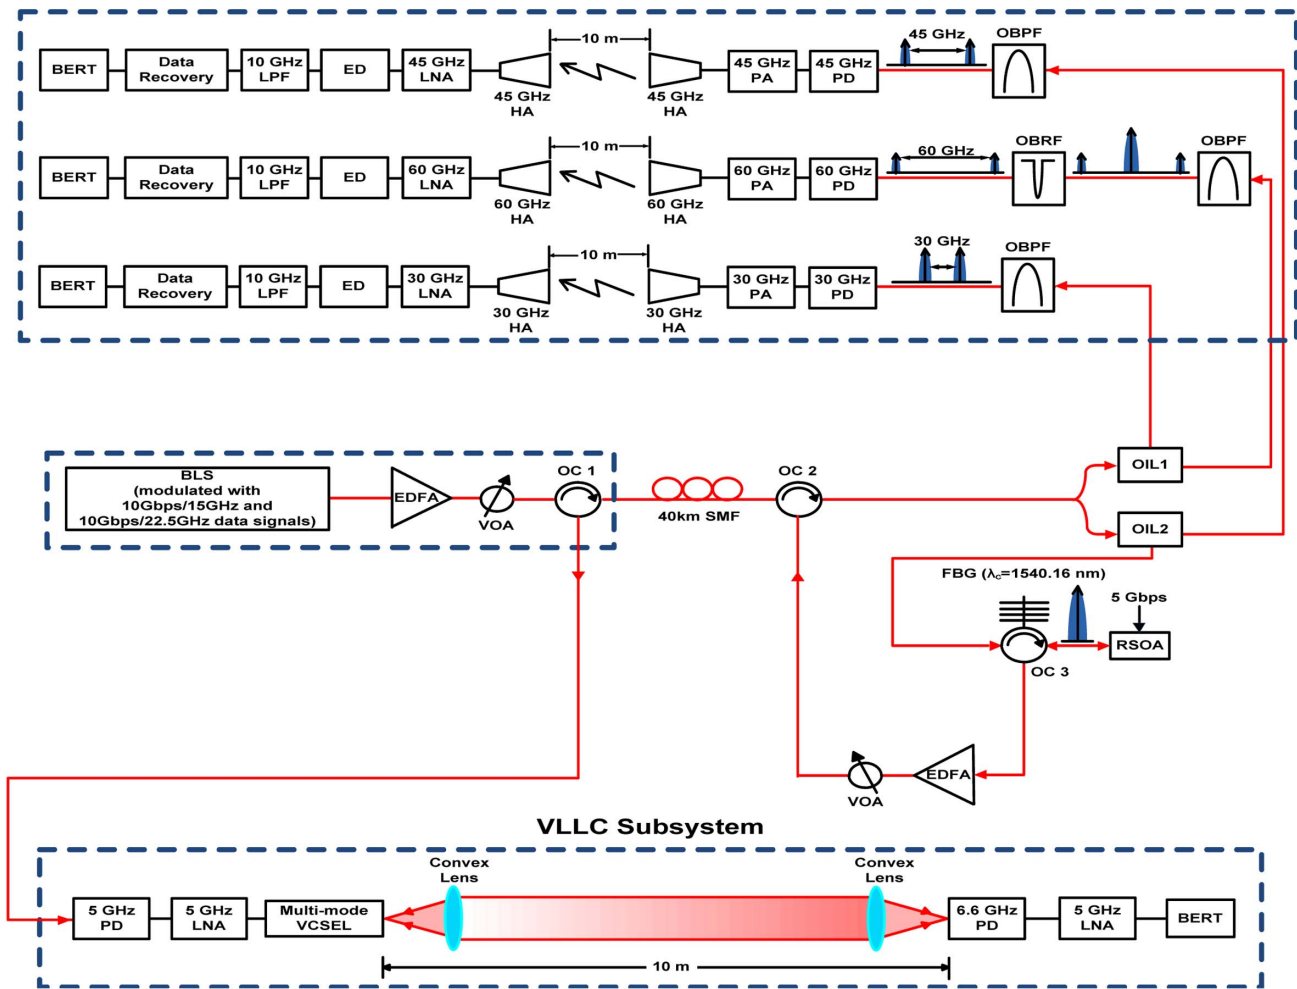 10 m
45 GHz
OBPF
BERT
Data
Recovery
10 GHz
LPF
ED
45 GHz
LNA
45 GHz
HA
45 GHz
HA
45 GHz
PA
45 GHz
PD
10 m
60 GHz
OBRF
OBPF
BERT
Data
Recovery
10 GHz
LPF
ED
60 GHz
LNA
60 GHz
HA
60 GHz
HA
60 GHz
PA
60 GHz
PD
10 m
30 GHz
OBPF
BERT
Data
Recovery
10 GHz
LPF
ED
30 GHz
LNA
30 GHz
HA
30 GHz
HA
30 GHz
PA
30 GHz
PD
BLS
(modulated with
10Gbps/15GHz and
10Gbps/22.5GHz data signals)
EDFA
VOA
OC 1
40km SMF
OC 2
OIL1
OIL2
FBG (λc=1540.16 nm)
5 Gbps
RSOA
OC 3
EDFA
VOA
VLLC Subsystem
Convex
Lens
Convex
Lens
5 GHz
PD
5 GHz
LNA
Multi-mode
VCSEL
6.6 GHz
PD
5 GHz
LNA
BERT
10 m